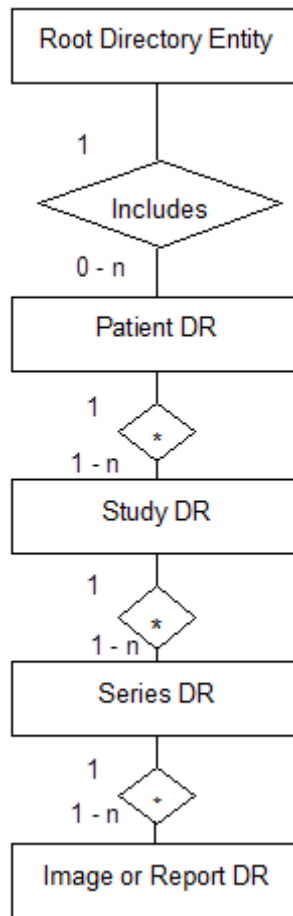 Root Directory Entity
1
Includes
0 - n
Patient DR
1
*
1 - n
Study DR
1
*
1 - n
Series DR
1
*
1 - n
Image or Report DR